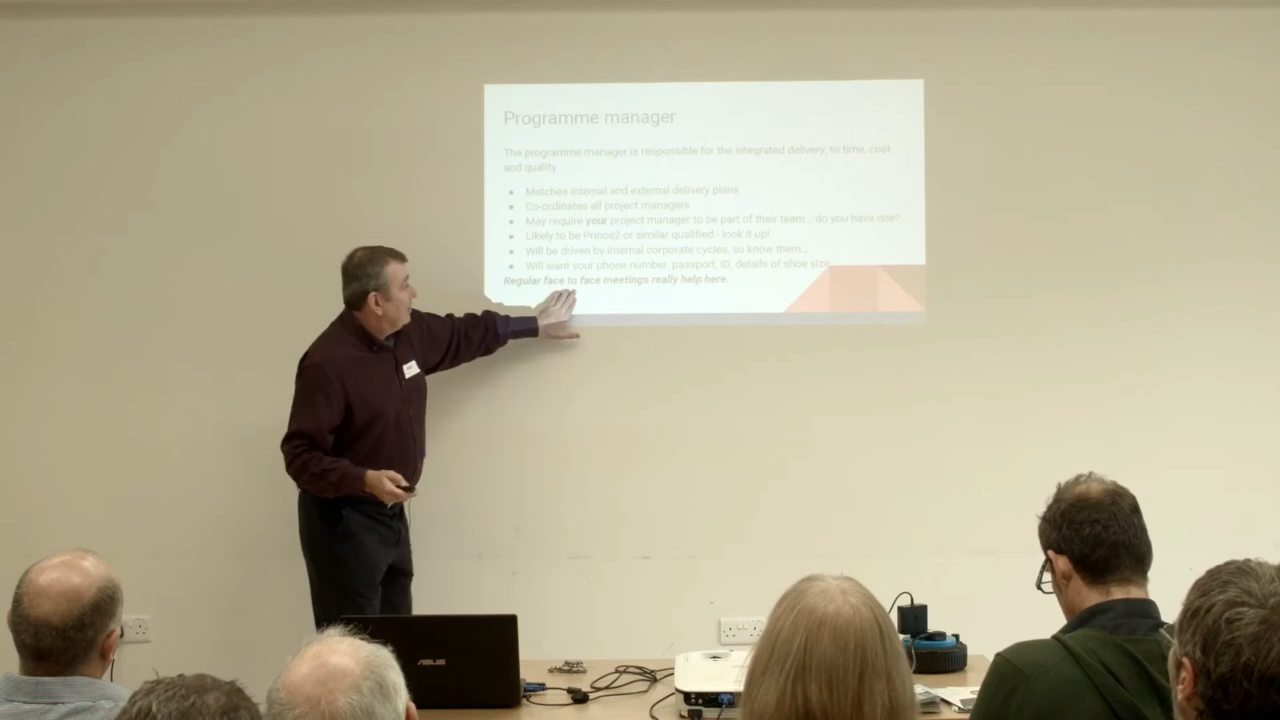 Programme manager
The programme manager is responsible for the integrated delivery, to time, cost
and quality
● Matches internal and external delivery plans
● Co-ordinates all project managers
● May require your project manager to be part of their team... do you have one?
● Likely to be Prince2 or similar qualified - look it up!
● Will be driven by internal corporate cycles, so know them...
● Will want your phone number, passport, ID, details of shoe size...
Regular face to face meetings really help here.
ASUS